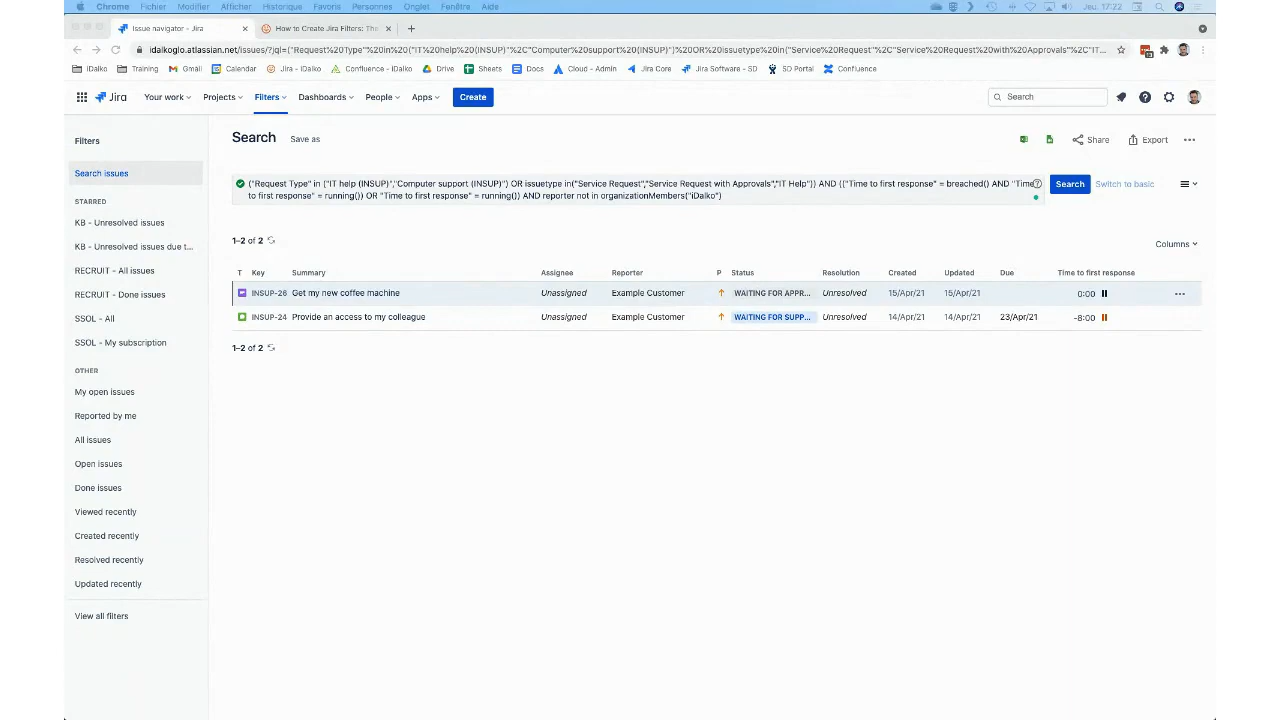 Chrome Fichier Modifier Afficher Historique Favoris Personnes Onglet Fenêtre Aide Jeu. 17:22
Issue navigator - Jira How to Create Jira Filters: The
idalkoglo.atlassian.net/issues/?jql=("Request%20Type"%20in%20("IT%20help%20(INSUP)"%2C"Computer%20support%20(INSUP)")%20OR%20issuetype%20in("Service%20Request"%2C"Service%20Request%20with%20Approvals"%2C"IT...
iDalko Training Gmail Calendar Jira - iDalko Confluence - iDalko Drive Sheets Docs Cloud - Admin Jira Core Jira Software - SD SD Portal Confluence
Jira Your work Projects Filters Dashboards People Apps Create Search
Filters
Search Save as Share Export
Search issues
("Request Type" in ("IT help (INSUP)","Computer support (INSUP)") OR issuetype in("Service Request","Service Request with Approvals","IT Help")) AND (("Time to first response" = breached() AND "Time
to first response" = running()) OR "Time to first response" = running()) AND reporter not in organizationMembers("iDalko")
Search Switch to basic
STARRED
KB - Unresolved issues
KB - Unresolved issues due t...
RECRUIT - All issues
RECRUIT - Done issues
SSOL - All
SSOL - My subscription
OTHER
My open issues
Reported by me
All issues
Open issues
Done issues
Viewed recently
Created recently
Resolved recently
Updated recently
View all filters
1–2 of 2
Columns
T Key Summary Assignee Reporter P Status Resolution Created Updated Due Time to first response
INSUP-26 Get my new coffee machine Unassigned Example Customer WAITING FOR APPR... Unresolved 15/Apr/21 15/Apr/21 0:00
INSUP-24 Provide an access to my colleague Unassigned Example Customer WAITING FOR SUPP... Unresolved 14/Apr/21 14/Apr/21 23/Apr/21 -8:00
1–2 of 2